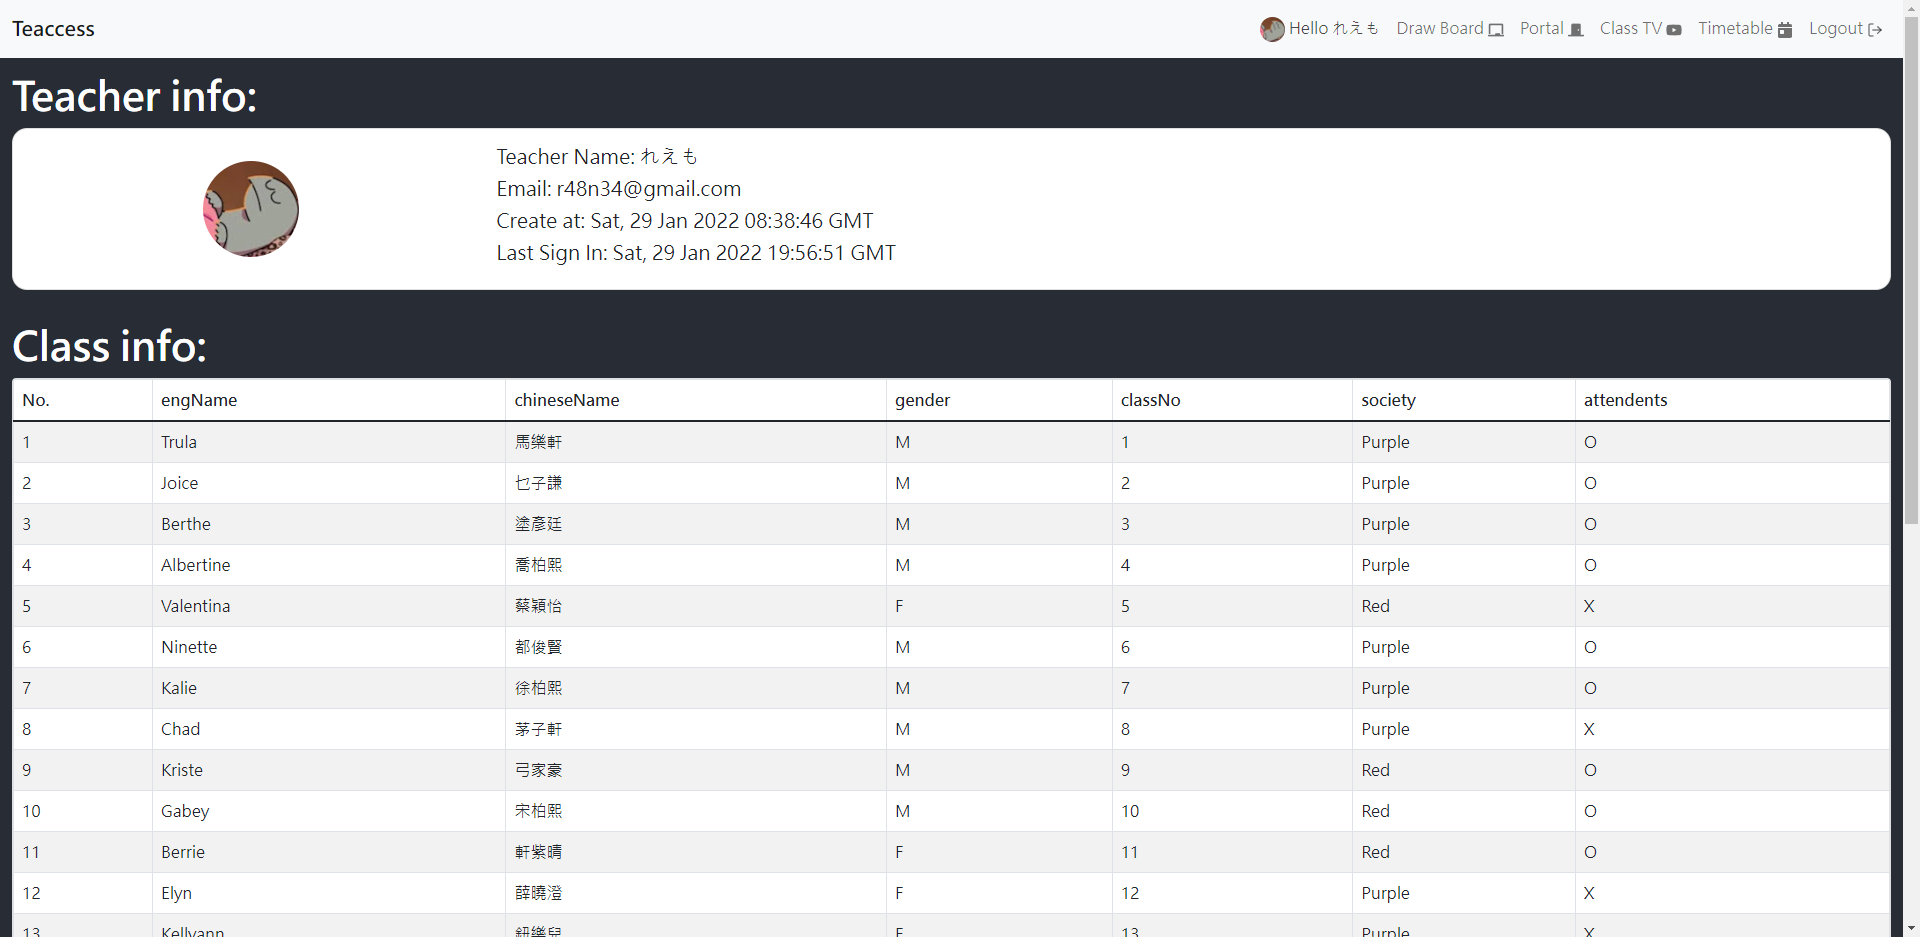 Teaccess
Hello れえも Draw Board Portal Class TV Timetable Logout
Teacher info:
Teacher Name: れえも
Email: r48n34@gmail.com
Create at: Sat, 29 Jan 2022 08:38:46 GMT
Last Sign In: Sat, 29 Jan 2022 19:56:51 GMT
Class info:
No. engName chineseName gender classNo society attendents
1 Trula 馬樂軒 M 1 Purple O
2 Joice 乜子謙 M 2 Purple O
3 Berthe 塗彥廷 M 3 Purple O
4 Albertine 喬柏熙 M 4 Purple O
5 Valentina 蔡穎怡 F 5 Red X
6 Ninette 都俊賢 M 6 Purple O
7 Kalie 徐柏熙 M 7 Purple O
8 Chad 茅子軒 M 8 Purple X
9 Kriste 弓家豪 M 9 Red O
10 Gabey 宋柏熙 M 10 Red O
11 Berrie 軒紫晴 F 11 Red O
12 Elyn 薛曉澄 F 12 Purple X
13 Kellyann 鈕樂兒 F 13 Purple X